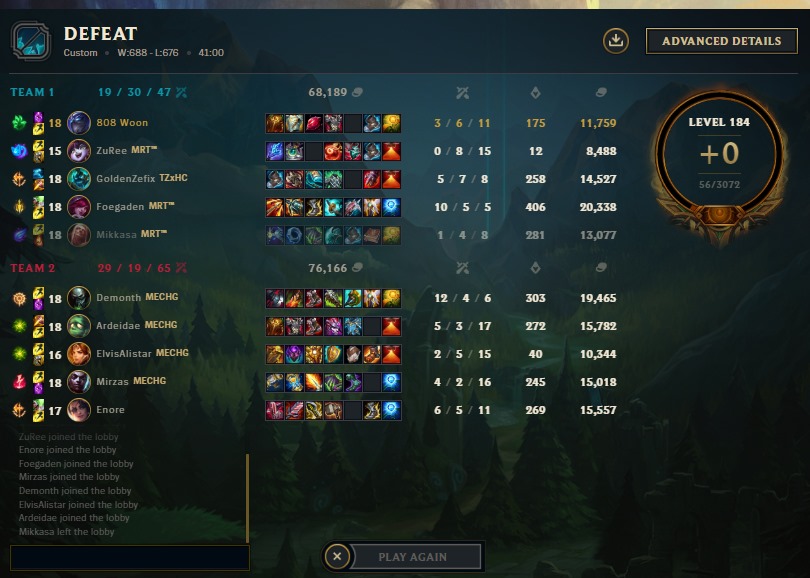 DEFEAT
Custom • W:688 - L:676 • 41:00
ADVANCED DETAILS
TEAM 1 19 / 30 / 47 68,189
18 808 Woon 3 / 6 / 11 175 11,759
15 ZuRee MRT™ 0 / 8 / 15 12 8,488
18 GoldenZefix TZxHC 5 / 7 / 8 258 14,527
18 Foegaden MRT™ 10 / 5 / 5 406 20,338
18 Mikkasa MRT™ 1 / 4 / 8 281 13,077
TEAM 2 29 / 19 / 65 76,166
18 Demonth MECHG 12 / 4 / 6 303 19,465
18 Ardeidae MECHG 5 / 3 / 17 272 15,782
16 ElvisAlistar MECHG 2 / 5 / 15 40 10,344
18 Mirzas MECHG 4 / 2 / 16 245 15,018
17 Enore 6 / 5 / 11 269 15,557
LEVEL 184
+0
56/3072
ZuRee joined the lobby
Enore joined the lobby
Foegaden joined the lobby
Mirzas joined the lobby
Demonth joined the lobby
ElvisAlistar joined the lobby
Ardeidae joined the lobby
Mikkasa left the lobby
PLAY AGAIN